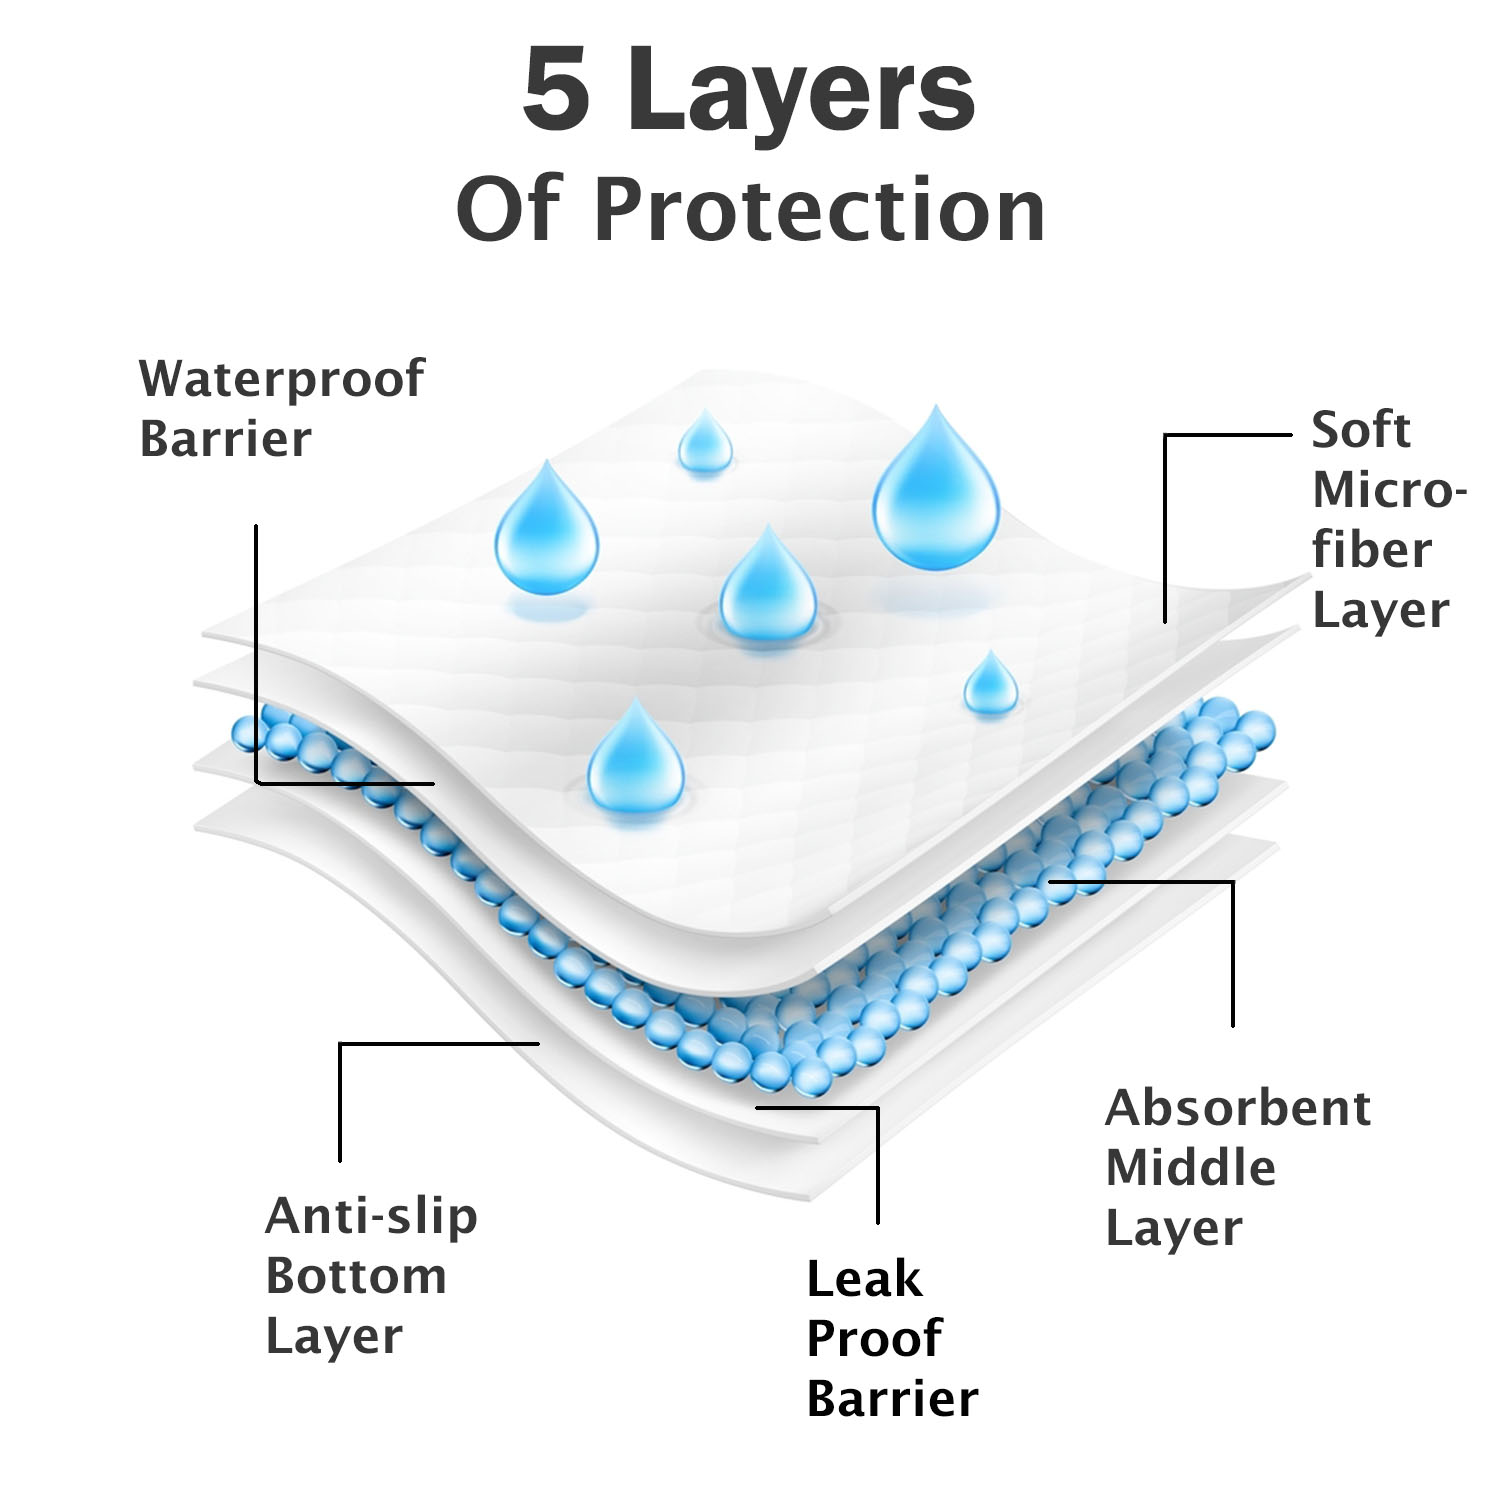 5 Layers
Of Protection
Waterproof
Barrier
Soft
Micro-
fiber
Layer
Absorbent
Middle
Layer
Anti-slip
Bottom
Layer
Leak
Proof
Barrier